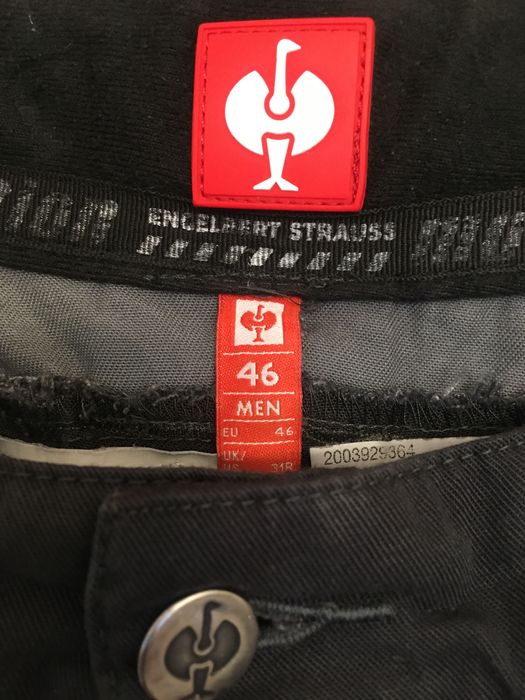 ENGELBERT STRAUSS
46
MEN
EU 46
UK/
US 31R
2003929364